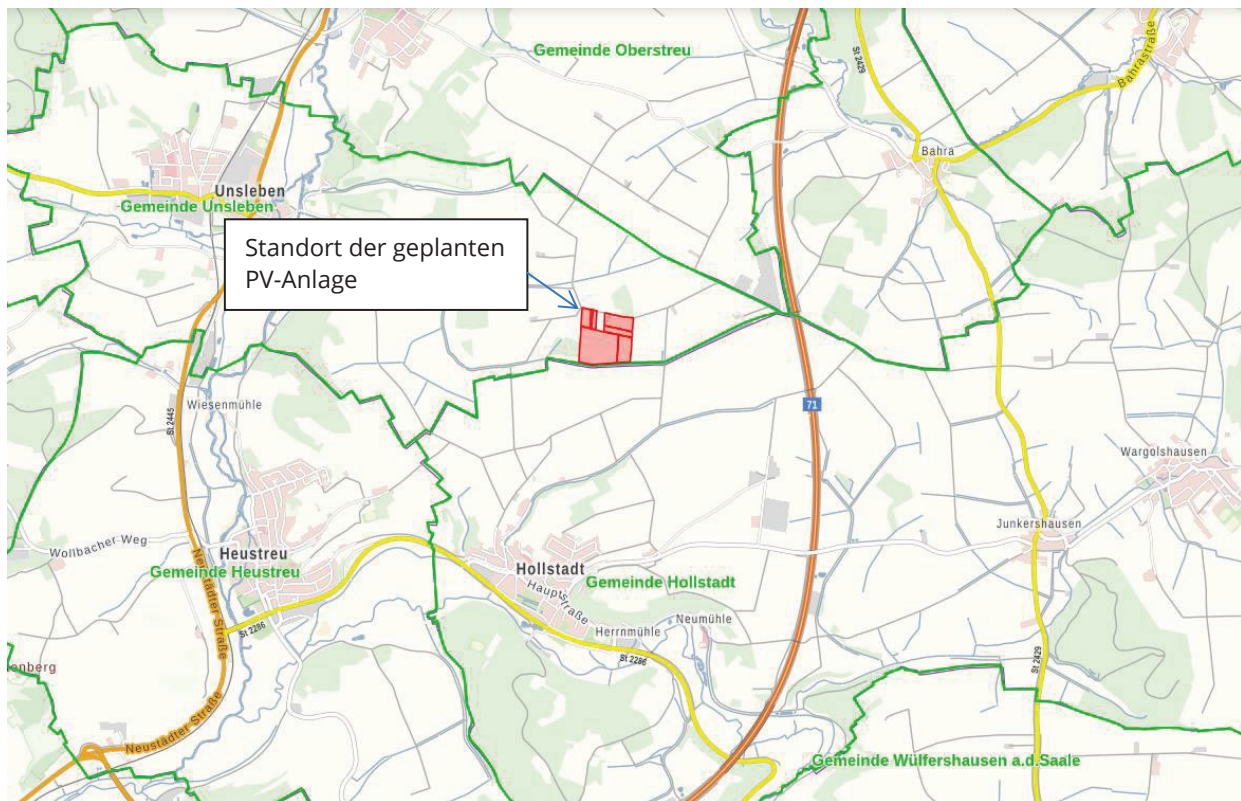 Gemeinde Oberstreu
St 2429
Bahrastraße
Bahra
Unsleben
Gemeinde Unsleben
Standort der geplanten
PV-Anlage
Wiesenmühle
St 2445
71
Wargolshausen
Junkershausen
Wollbacher Weg
Heustreu
Gemeinde Heustreu
Neustädter Straße
Hollstadt
Gemeinde Hollstadt
Hauptstraße
Herrnmühle
Neumühle
St 2286
St 2286
enberg
St 2429
Neustädter Straße
Gemeinde Wülfershausen a.d.Saale